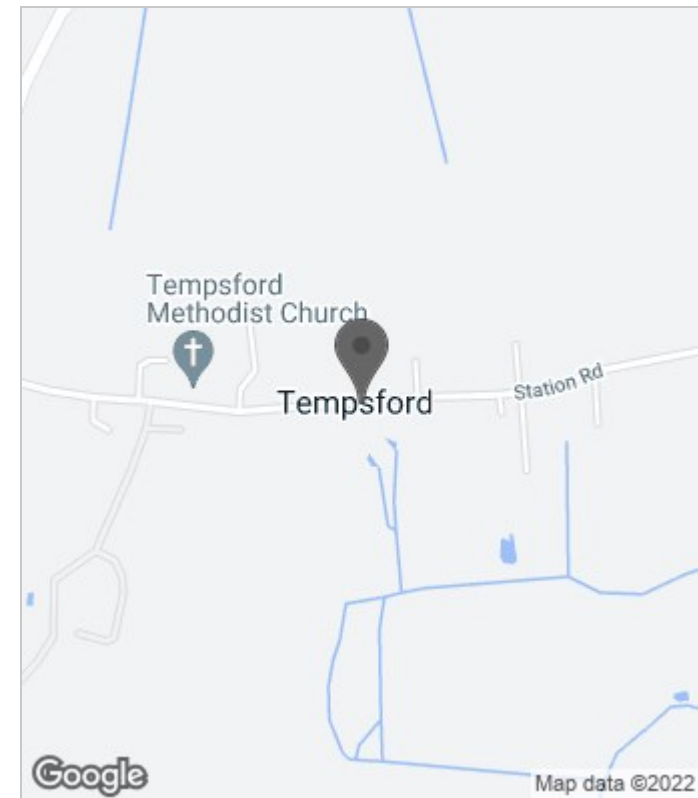 Tempsford
Methodist Church
Tempsford
Station Rd
Google
Map data ©2022